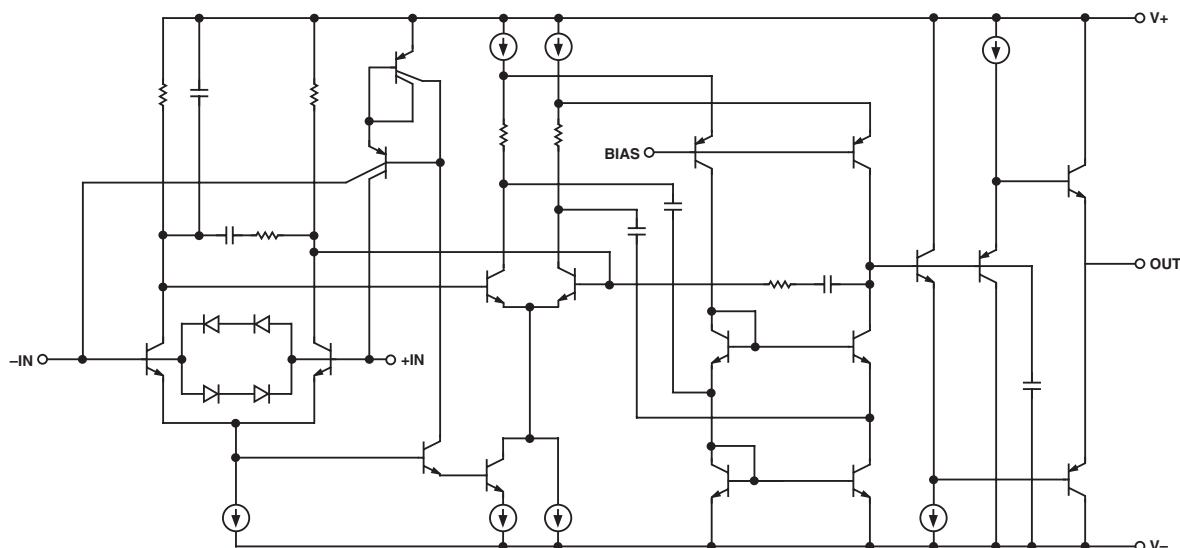 V+
BIAS
OUT
–IN
+IN
V–